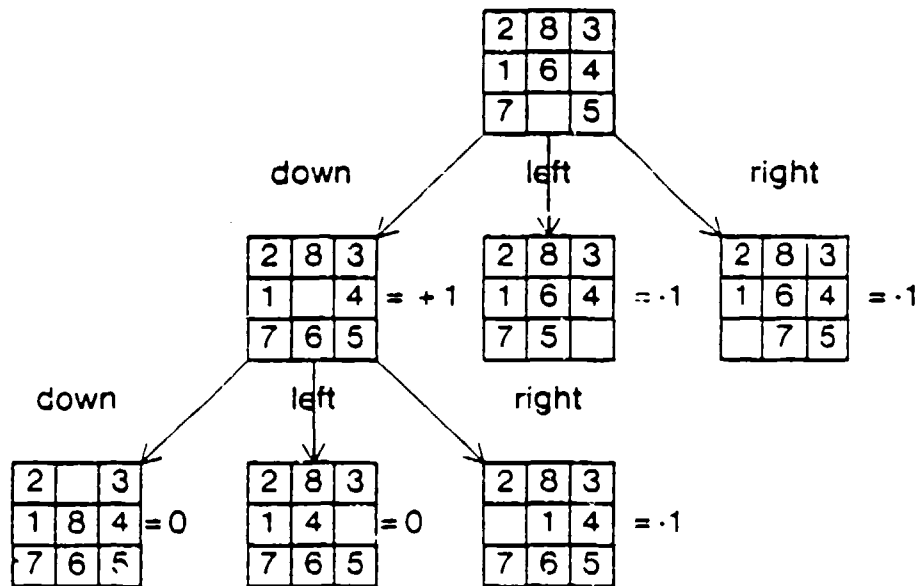 2 8 3
1 6 4
7 5
down left right
2 8 3 2 8 3 2 8 3
1 4 = + 1 1 6 4 = -1 1 6 4 = -1
7 6 5 7 5 7 5
down left right
2 3 2 8 3 2 8 3
1 8 4 = 0 1 4 = 0 1 4 = -1
7 6 5 7 6 5 7 6 5